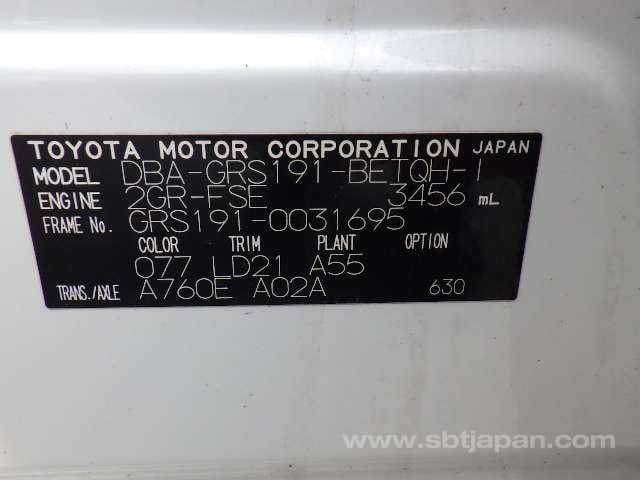 TOYOTA MOTOR CORPORATION JAPAN
MODEL DBA-GRS191-BETQH-I
ENGINE 2GR-FSE 3456 mL
FRAME No. GRS191-0031695
COLOR TRIM PLANT OPTION
077 LD21 A55
TRANS./AXLE A760E A02A 630
www.sbtjapan.com